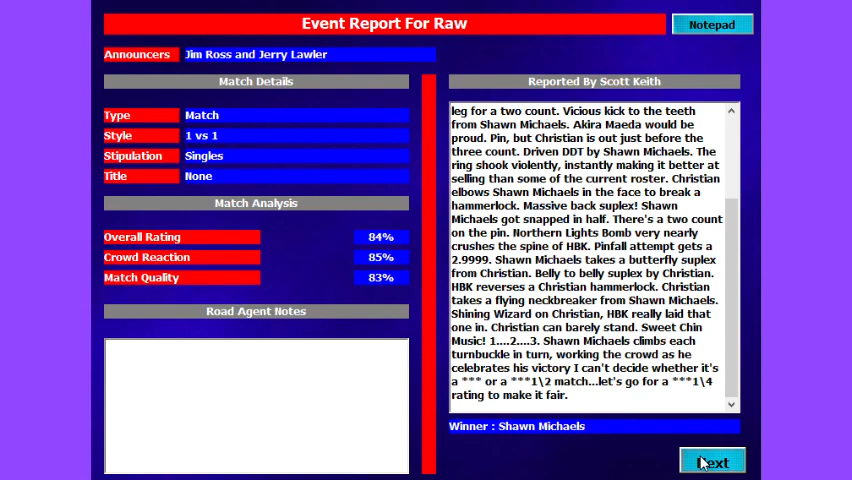 Event Report For Raw
Notepad
Announcers Jim Ross and Jerry Lawler
Match Details
Type Match
Style 1 vs 1
Stipulation Singles
Title None
Match Analysis
Overall Rating 84%
Crowd Reaction 85%
Match Quality 83%
Road Agent Notes
Reported By Scott Keith
leg for a two count. Vicious kick to the teeth
from Shawn Michaels. Akira Maeda would be
proud. Pin, but Christian is out just before the
three count. Driven DDT by Shawn Michaels. The
ring shook violently, instantly making it better at
selling than some of the current roster. Christian
elbows Shawn Michaels in the face to break a
hammerlock. Massive back suplex! Shawn
Michaels got snapped in half. There's a two count
on the pin. Northern Lights Bomb very nearly
crushes the spine of HBK. Pinfall attempt gets a
2.9999. Shawn Michaels takes a butterfly suplex
from Christian. Belly to belly suplex by Christian.
HBK reverses a Christian hammerlock. Christian
takes a flying neckbreaker from Shawn Michaels.
Shining Wizard on Christian, HBK really laid that
one in. Christian can barely stand. Sweet Chin
Music! 1....2....3. Shawn Michaels climbs each
turnbuckle in turn, working the crowd as he
celebrates his victory I can't decide whether it's
a *** or a ***1\2 match...let's go for a ***1\4
rating to make it fair.
Winner : Shawn Michaels
Next